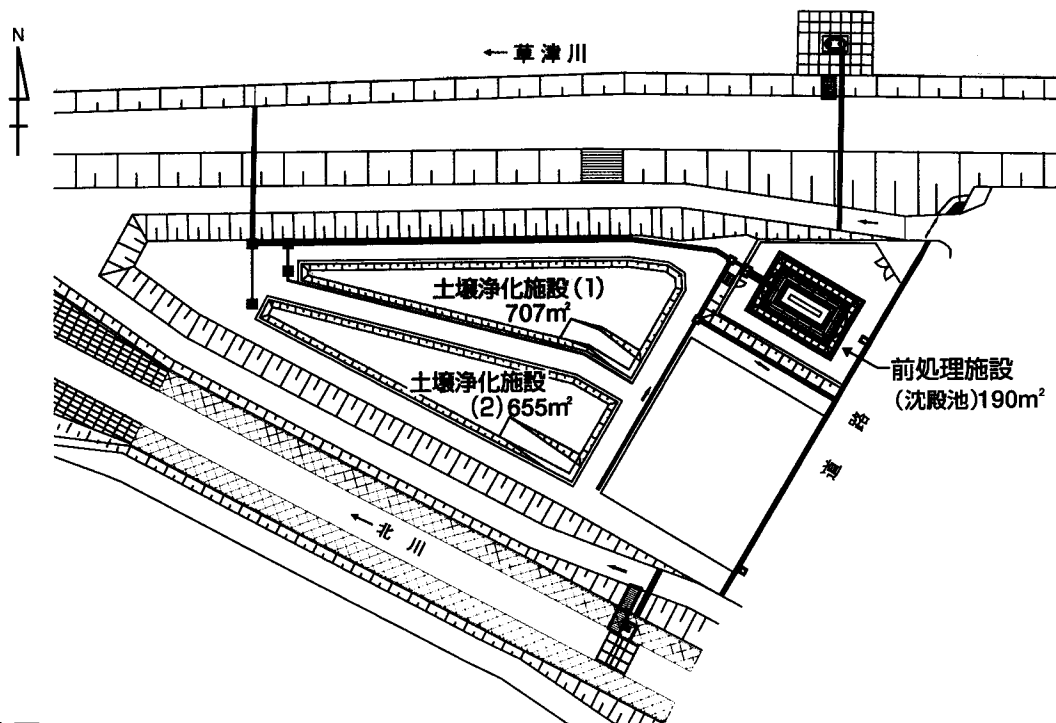 N
←草津川
土壌浄化施設(1)
707㎡
土壌浄化施設
(2)655㎡
前処理施設
(沈殿池)190㎡
道路
←北川